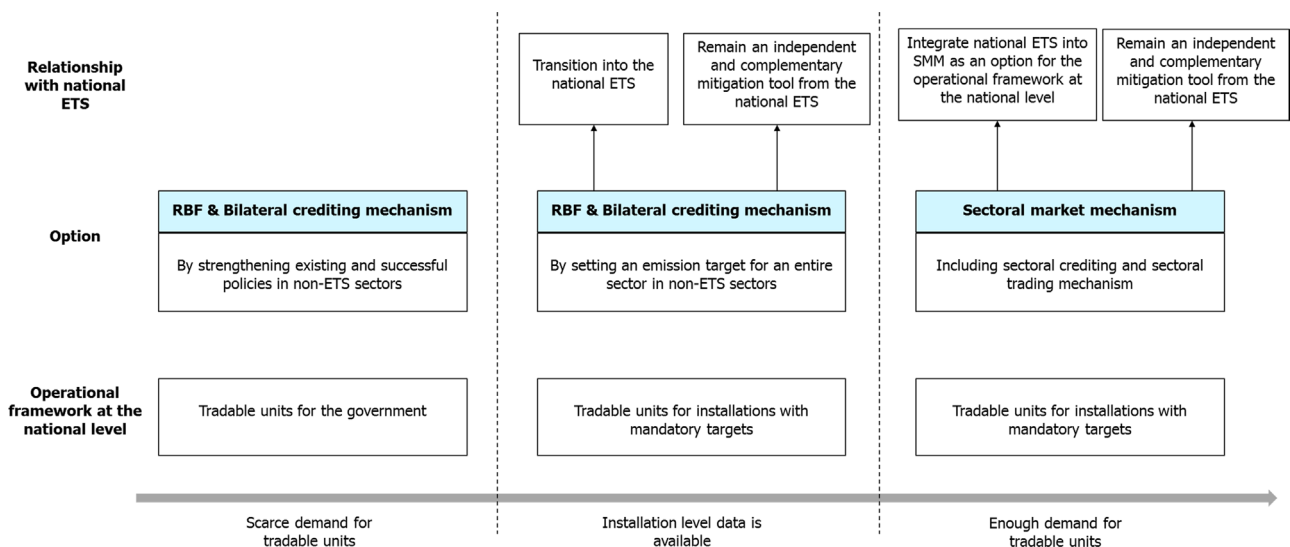 Relationship
with national
ETS
Transition into the
national ETS
Remain an independent
and complementary
mitigation tool from the
national ETS
Integrate national ETS into
SMM as an option for the
operational framework at
the national level
Remain an independent
and complementary
mitigation tool from the
national ETS
Option
RBF & Bilateral crediting mechanism
By strengthening existing and successful
policies in non-ETS sectors
RBF & Bilateral crediting mechanism
By setting an emission target for an entire
sector in non-ETS sectors
Sectoral market mechanism
Including sectoral crediting and sectoral
trading mechanism
Operational
framework at the
national level
Tradable units for the government
Tradable units for installations with
mandatory targets
Tradable units for installations with
mandatory targets
Scarce demand for
tradable units
Installation level data is
available
Enough demand for
tradable units